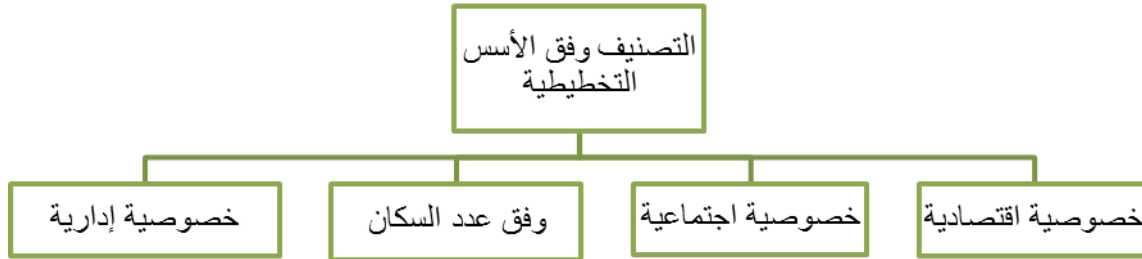 التصنيف وفق الأسس
التخطيطية
خصوصية اقتصادية
خصوصية اجتماعية
وفق عدد السكان
خصوصية إدارية